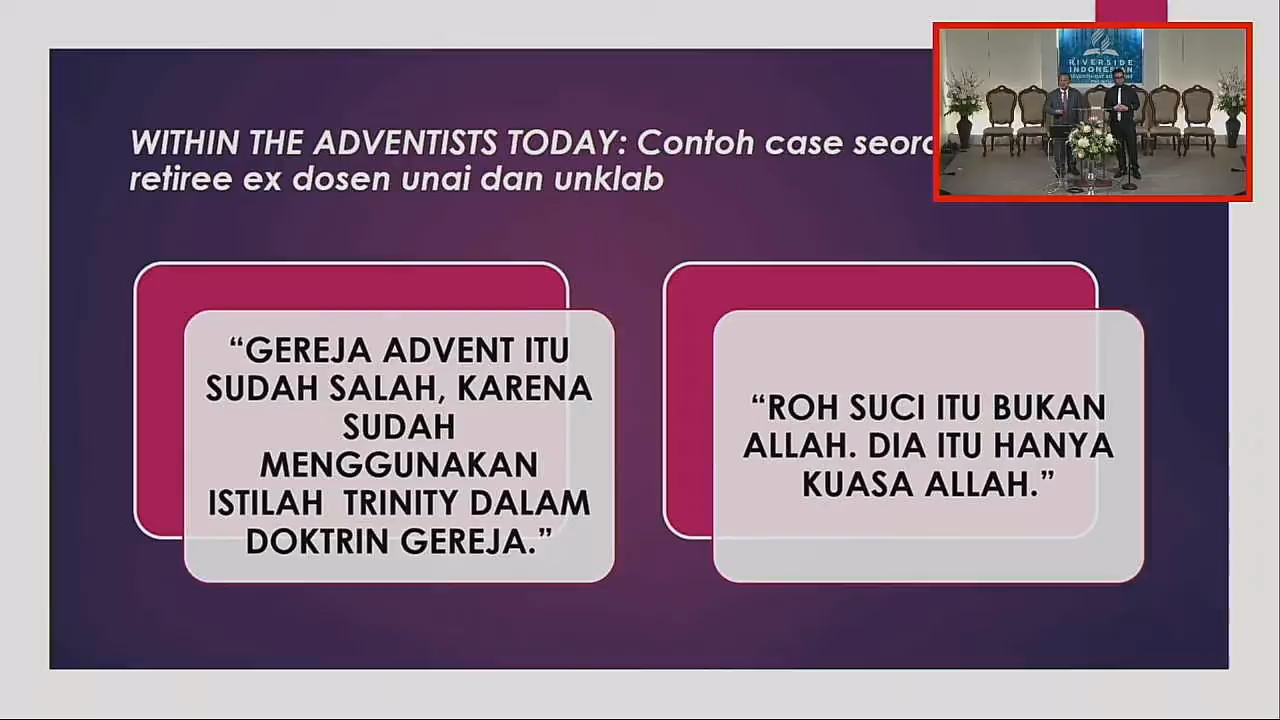 WITHIN THE ADVENTISTS TODAY: Contoh case
retiree ex dosen unai dan unklab
“GEREJA ADVENT ITU
SUDAH SALAH, KARENA
SUDAH
MENGGUNAKAN
ISTILAH TRINITY DALAM
DOKTRIN GEREJA.”
“ROH SUCI ITU BUKAN
ALLAH. DIA ITU HANYA
KUASA ALLAH.”
RIVERSIDE
INDONESIAN